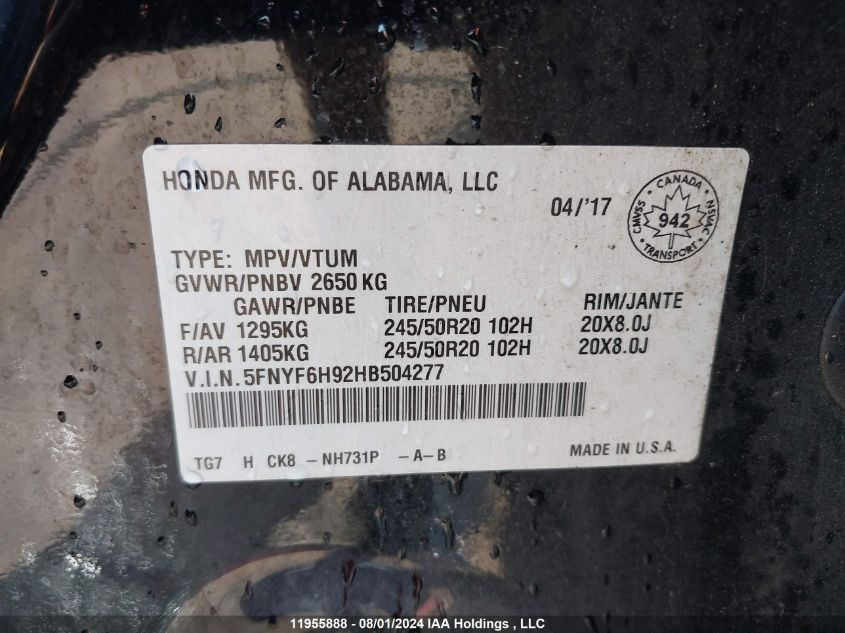 HONDA MFG. OF ALABAMA, LLC
04/'17
CANADA
CMVSS 942 NSVAC
TRANSPORT
TYPE: MPV/VTUM
GVWR/PNBV 2650 KG
GAWR/PNBE TIRE/PNEU RIM/JANTE
F/AV 1295KG 245/50R20 102H 20X8.0J
R/AR 1405KG 245/50R20 102H 20X8.0J
V.I.N. 5FNYF6H92HB504277
TG7 H CK8 -NH731P -A-B MADE IN U.S.A.
11955888 - 08/01/2024 IAA Holdings , LLC